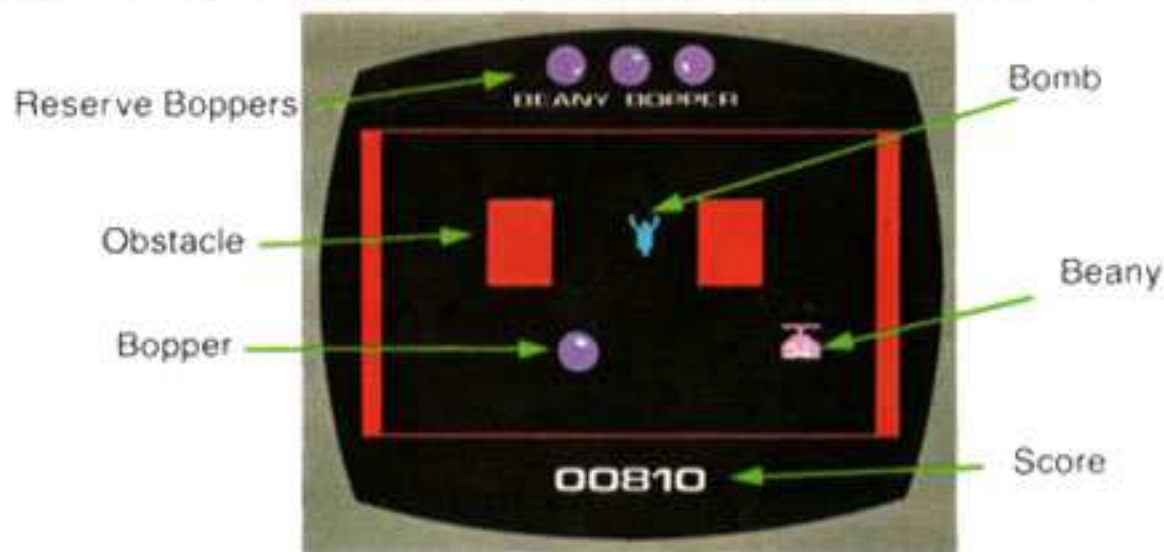 Reserve Boppers
BEANY BOPPER
Bomb
Obstacle
Beany
Bopper
Score
00810